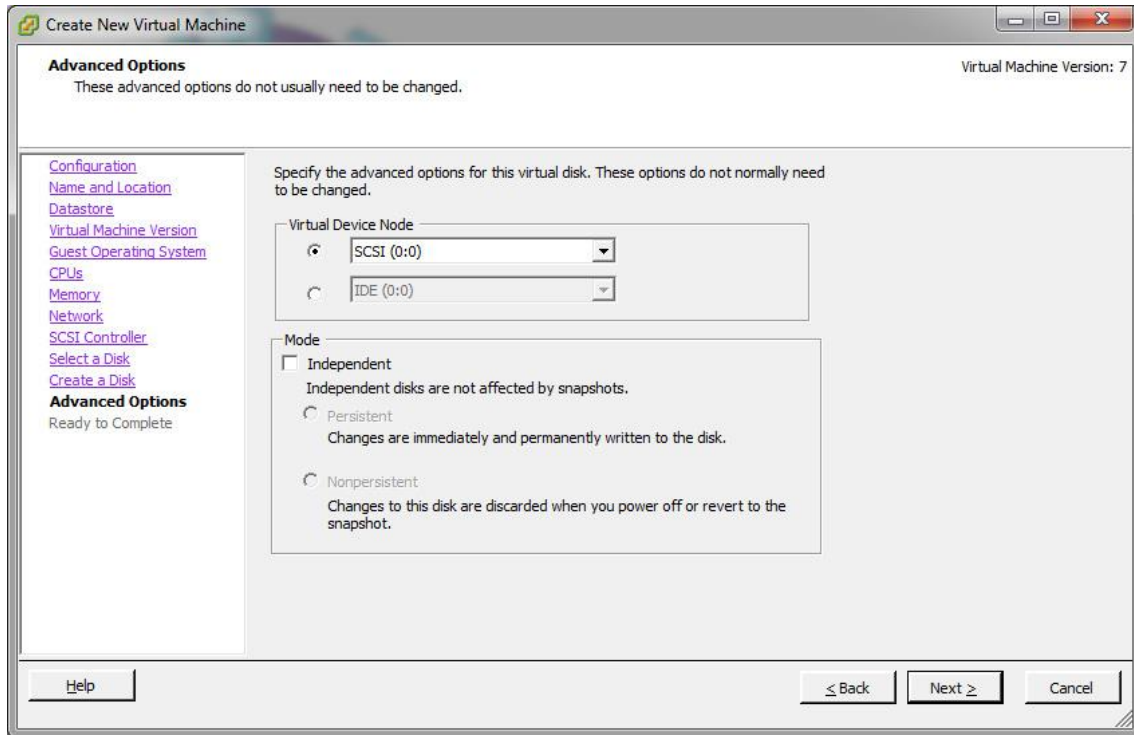 Create New Virtual Machine
Advanced Options
Virtual Machine Version: 7
These advanced options do not usually need to be changed.
Configuration
Name and Location
Datastore
Virtual Machine Version
Guest Operating System
CPUs
Memory
Network
SCSI Controller
Select a Disk
Create a Disk
Advanced Options
Ready to Complete
Specify the advanced options for this virtual disk. These options do not normally need
to be changed.
Virtual Device Node
SCSI (0:0)
IDE (0:0)
Mode
Independent
Independent disks are not affected by snapshots.
Persistent
Changes are immediately and permanently written to the disk.
Nonpersistent
Changes to this disk are discarded when you power off or revert to the
snapshot.
Help
< Back
Next >
Cancel